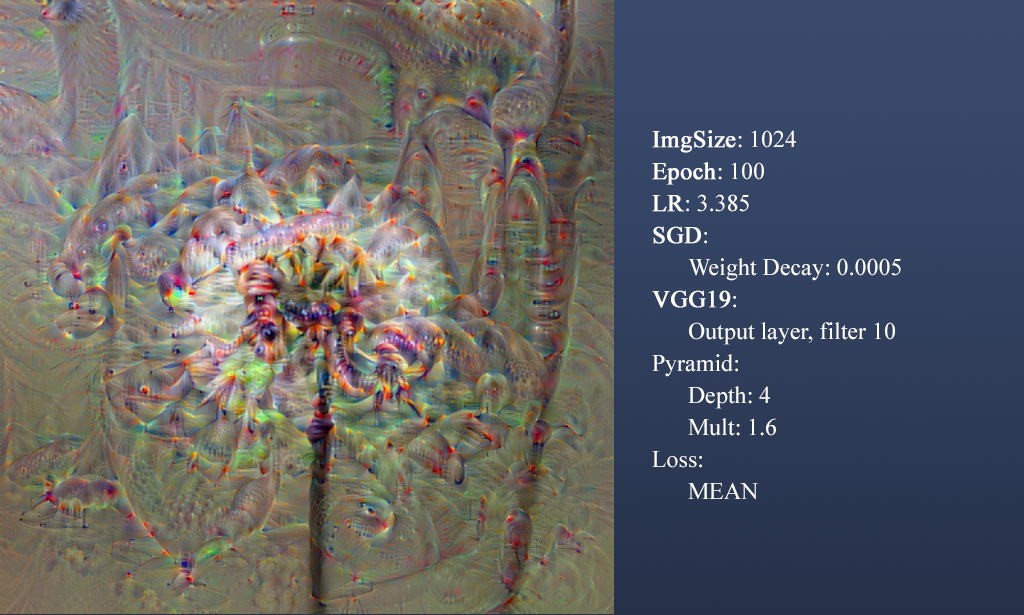 ImgSize: 1024
Epoch: 100
LR: 3.385
SGD:
Weight Decay: 0.0005
VGG19:
Output layer, filter 10
Pyramid:
Depth: 4
Mult: 1.6
Loss:
MEAN